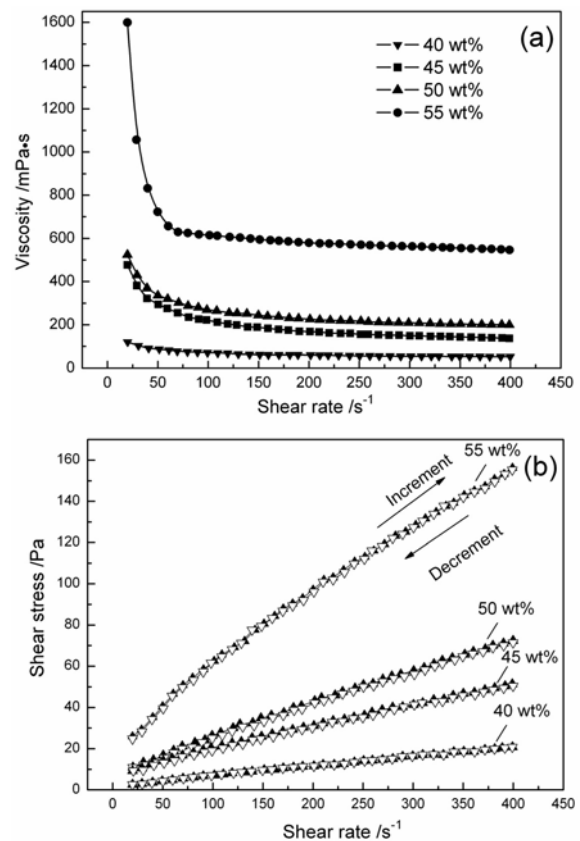 (a)
40 wt%
45 wt%
50 wt%
55 wt%
Viscosity /mPa•s
1600
1400
1200
1000
800
600
400
200
0
0 50 100 150 200 250 300 350 400 450
Shear rate /s⁻¹
(b)
55 wt%
Increment
Decrement
50 wt%
45 wt%
40 wt%
Shear stress /Pa
160
140
120
100
80
60
40
20
0
0 50 100 150 200 250 300 350 400 450
Shear rate /s⁻¹